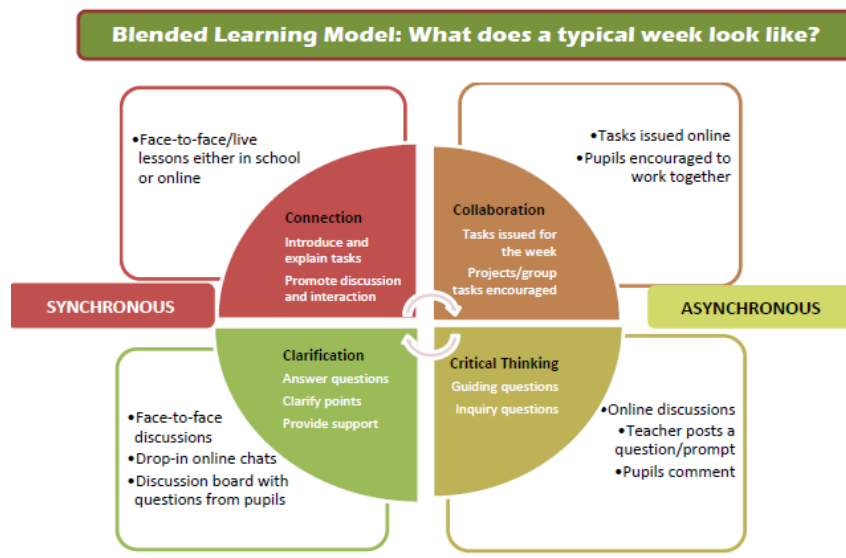 Blended Learning Model: What does a typical week look like?
•Face-to-face/live
lessons either in school
or online
•Tasks issued online
•Pupils encouraged to
work together
Connection
Introduce and
explain tasks
Promote discussion
and interaction
Collaboration
Tasks issued for
the week
Projects/group
tasks encouraged
SYNCHRONOUS
ASYNCHRONOUS
Clarification
Answer questions
Clarify points
Provide support
Critical Thinking
Guiding questions
Inquiry questions
•Face-to-face
discussions
•Drop-in online chats
•Discussion board with
questions from pupils
•Online discussions
•Teacher posts a
question/prompt
•Pupils comment